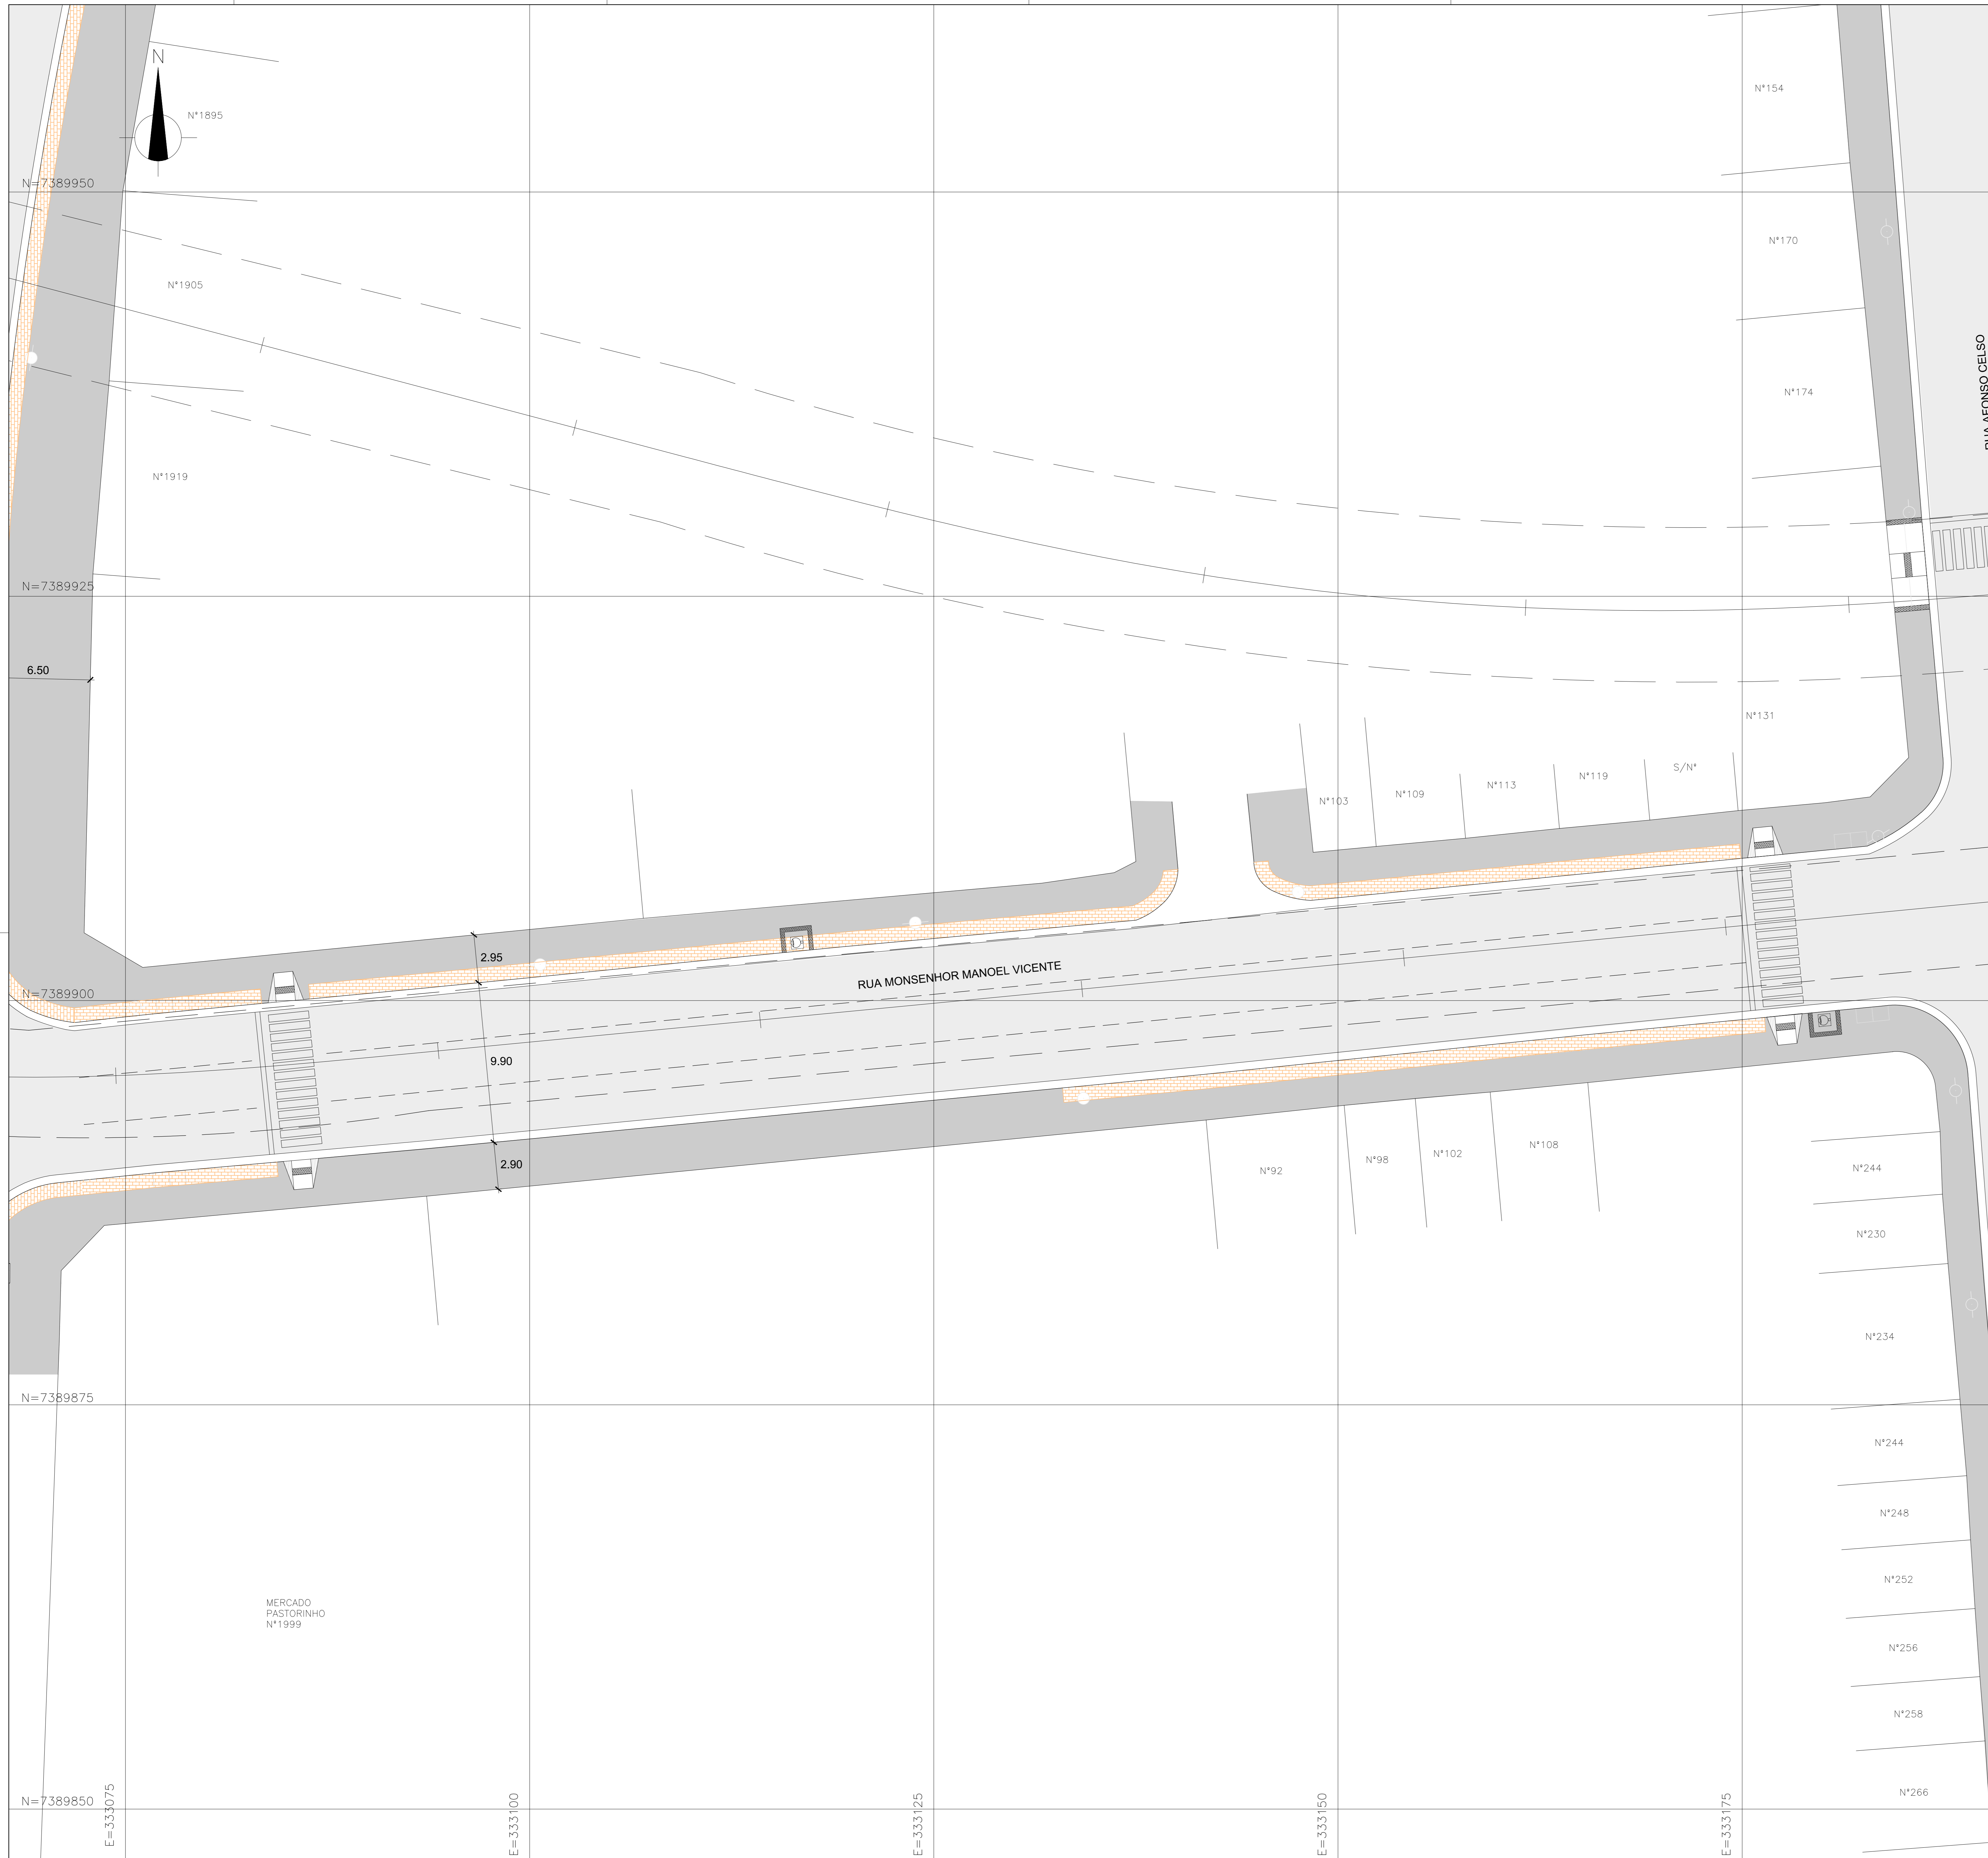 N
N°1895
N°154
N=7389950
N°170
N°1905
RUA AFONSO CELSO
N°174
N°1919
N=7389925
6.50
N°131
S/N°
N°119
N°113
N°109
N°103
2.95
RUA MONSENHOR MANOEL VICENTE
N=7389900
9.90
2.90
N°92
N°98
N°102
N°108
N°244
N°230
N°234
N=7389875
N°244
N°248
N°252
MERCADO
PASTORINHO
N°1999
N°256
N°258
N°266
N=7389850
E=333075
E=333100
E=333125
E=333150
E=333175